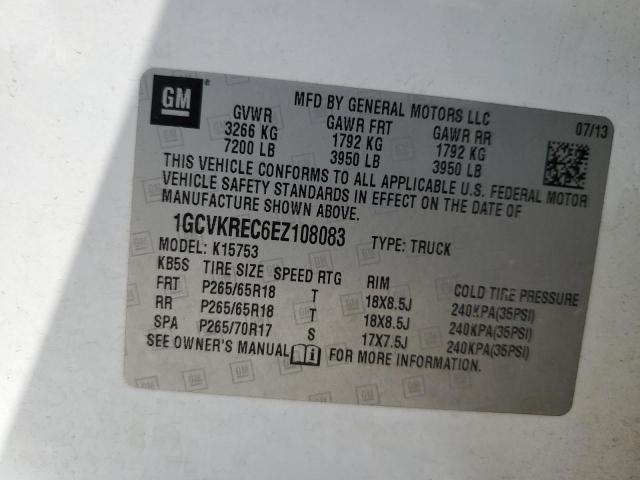 GM
MFD BY GENERAL MOTORS LLC
07/13
GVWR GAWR FRT GAWR RR
3266 KG 1792 KG 1792 KG
7200 LB 3950 LB 3950 LB
THIS VEHICLE CONFORMS TO ALL APPLICABLE U.S. FEDERAL MOTOR
VEHICLE SAFETY STANDARDS IN EFFECT ON THE DATE OF
MANUFACTURE SHOWN ABOVE.
1GCVKREC6EZ108083 TYPE: TRUCK
MODEL: K15753
KB5S TIRE SIZE SPEED RTG RIM COLD TIRE PRESSURE
FRT P265/65R18 T 18X8.5J 240KPA(35PSI)
RR P265/65R18 T 18X8.5J 240KPA(35PSI)
SPA P265/70R17 S 17X7.5J 240KPA(35PSI)
SEE OWNER'S MANUAL FOR MORE INFORMATION.